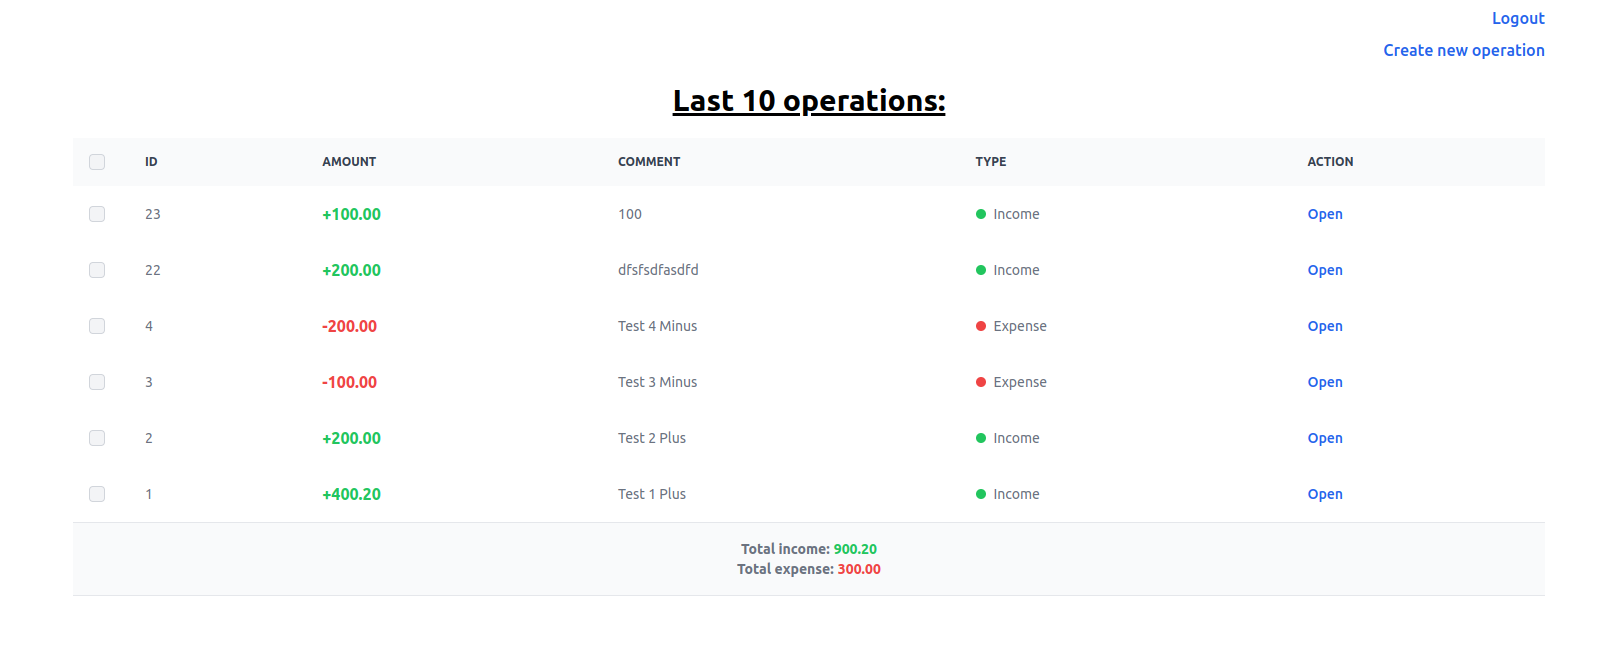 Logout
Create new operation
Last 10 operations:
ID AMOUNT COMMENT TYPE ACTION
23 +100.00 100 Income Open
22 +200.00 dfsfsdfasdfd Income Open
4 -200.00 Test 4 Minus Expense Open
3 -100.00 Test 3 Minus Expense Open
2 +200.00 Test 2 Plus Income Open
1 +400.20 Test 1 Plus Income Open
Total income: 900.20
Total expense: 300.00